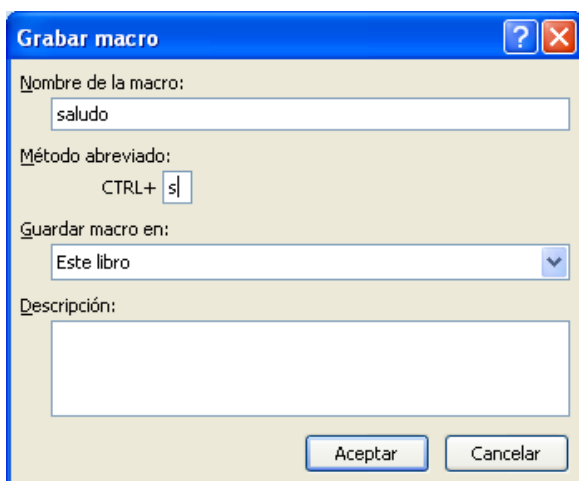 Grabar macro
Nombre de la macro:
saludo
Método abreviado:
CTRL+ s
Guardar macro en:
Este libro
Descripción:
Aceptar Cancelar